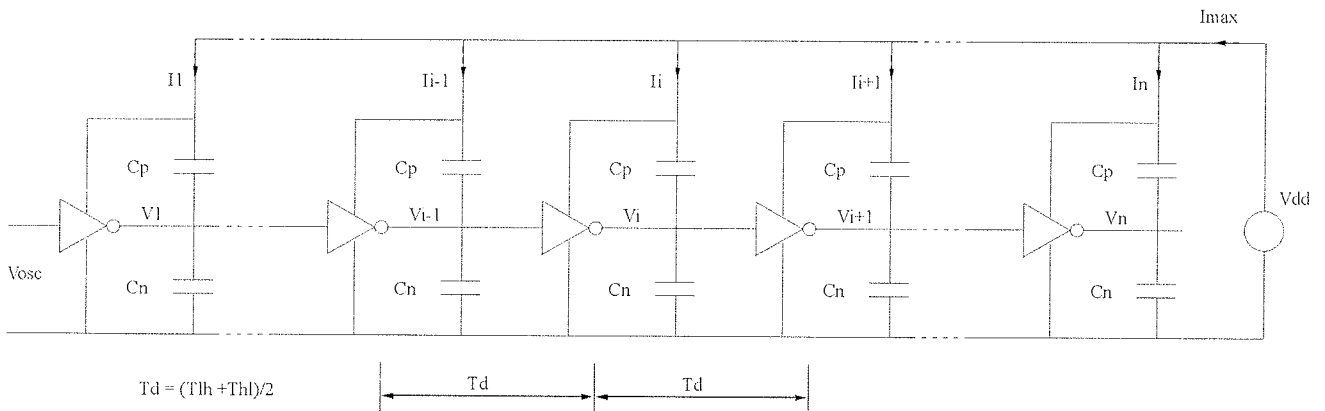 Imax
I1 Ii-1 Ii Ii+1 In
Cp Cp Cp Cp Cp
Vdd
V1 Vi-1 Vi Vi+1 Vn
Vosc
Cn Cn Cn Cn Cn
Td = (Tlh +Thl)/2
Td Td